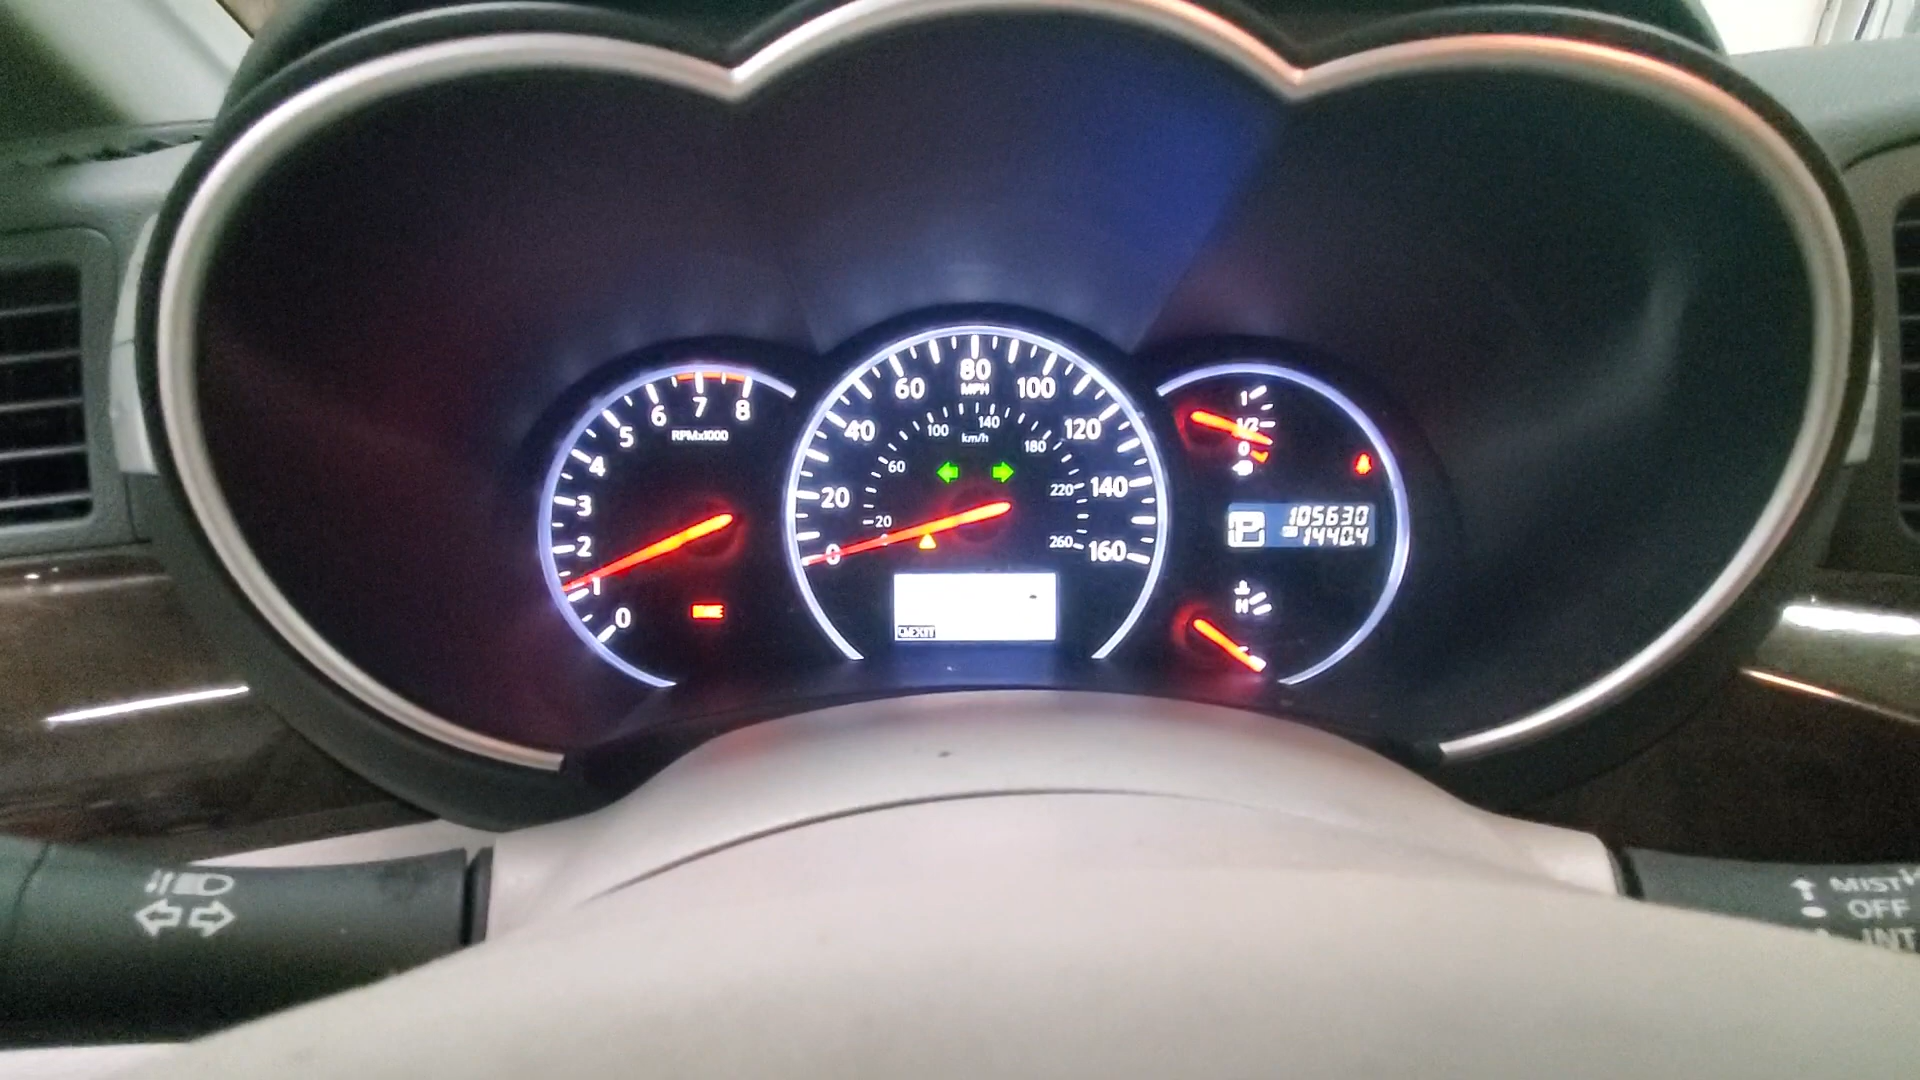 0 1 2 3 4 5 6 7 8
RPMx1000
BRAKE
0 20 40 60 80 100 120 140 160
MPH
20 60 100 140 180 220 260
km/h
EXIT
1
1/2
0
P
105630
1440.4
H
MIST
OFF
INT